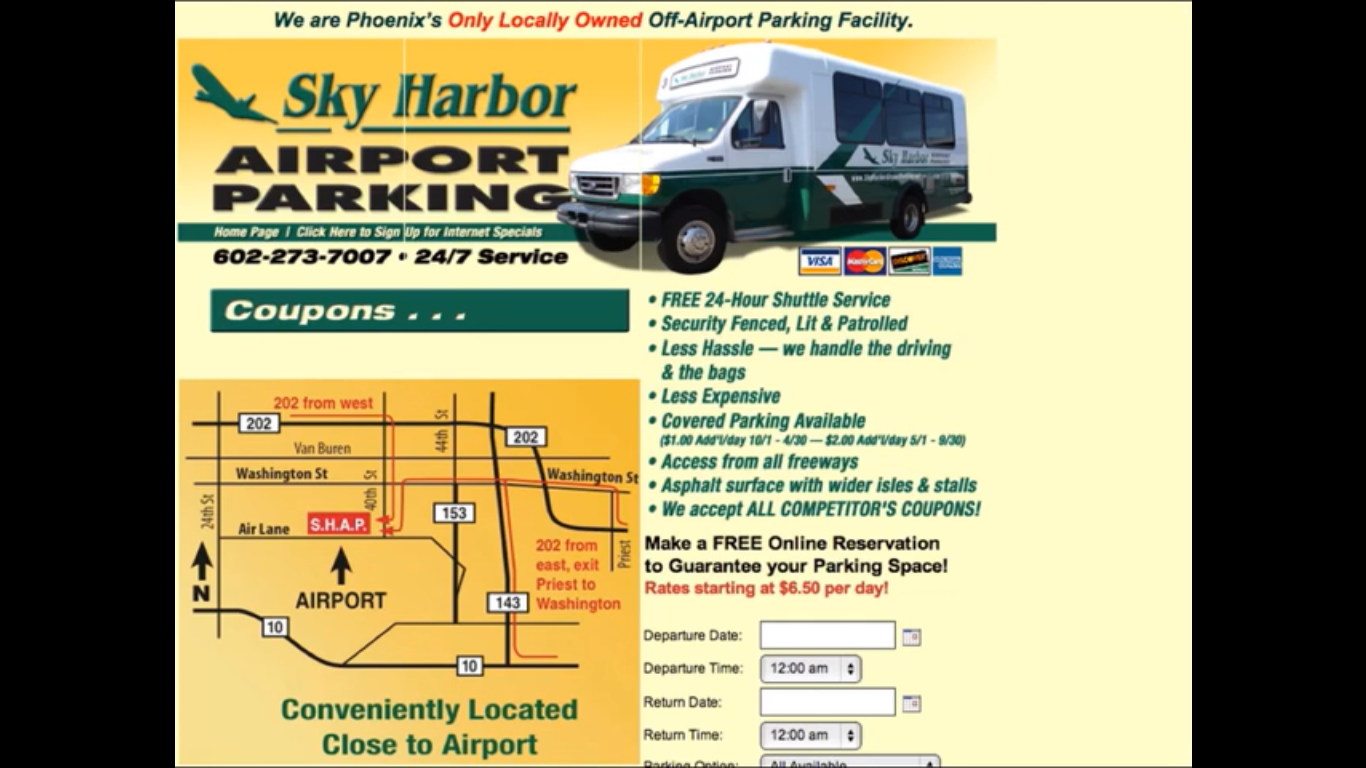 We are Phoenix's Only Locally Owned Off-Airport Parking Facility.
Sky Harbor
AIRPORT
PARKING
Home Page | Click Here to Sign Up for Internet Specials
602-273-7007 • 24/7 Service
Sky Harbor
VISA
MasterCard
DISCOVER
Coupons . . .
• FREE 24-Hour Shuttle Service
• Security Fenced, Lit & Patrolled
• Less Hassle — we handle the driving
& the bags
• Less Expensive
• Covered Parking Available
($1.00 Add'l/day 10/1 - 4/30 — $2.00 Add'l/day 5/1 - 9/30)
• Access from all freeways
• Asphalt surface with wider isles & stalls
• We accept ALL COMPETITOR'S COUPONS!
202 from west
202
44th St
202
Van Buren
Washington St
Washington St
40th St
24th St
153
Air Lane
S.H.A.P.
202 from
east, exit
Priest to
Washington
Priest
N
AIRPORT
143
10
10
Conveniently Located
Close to Airport
Make a FREE Online Reservation
to Guarantee your Parking Space!
Rates starting at $6.50 per day!
Departure Date:
Departure Time: 12:00 am
Return Date:
Return Time: 12:00 am
Parking Option: All Available